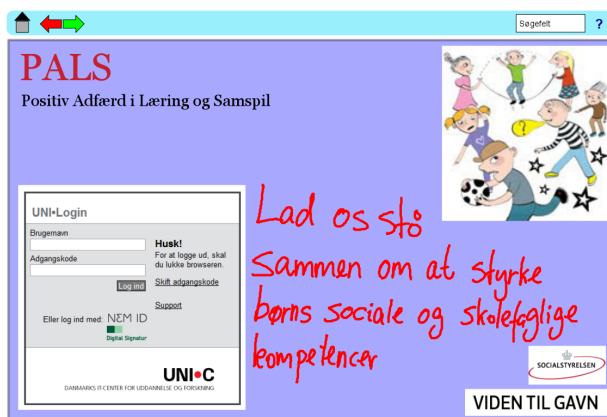 Søgefelt
?
PALS
Positiv Adfærd i Læring og Samspil
?
UNI•Login
Brugernavn
Adgangskode
Log ind
Husk!
For at logge ud, skal
du lukke browseren.
Skift adgangskode
Support
Eller log ind med: NEM ID
Digital Signatur
UNI•C
DANMARKS IT-CENTER FOR UDDANNELSE OG FORSKNING
Lad os stå
sammen om at styrke
børns sociale og skolefaglige
kompetencer
SOCIALSTYRELSEN
VIDEN TIL GAVN